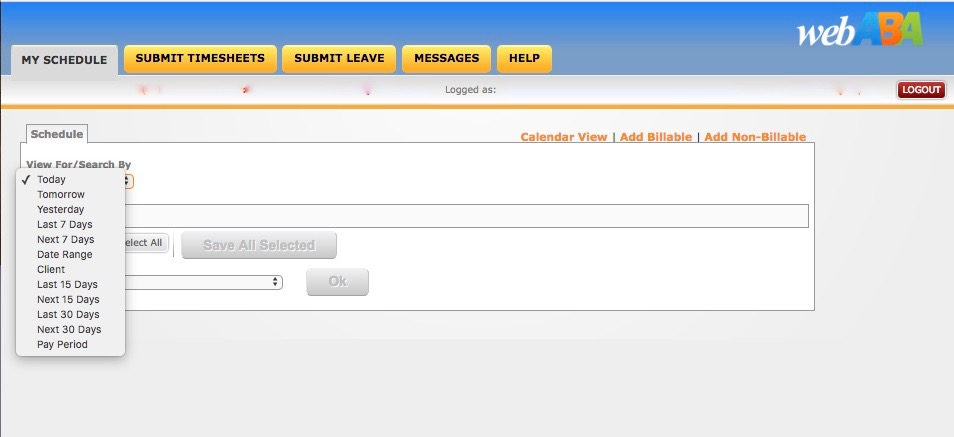 webABA
MY SCHEDULE SUBMIT TIMESHEETS SUBMIT LEAVE MESSAGES HELP
Logged as: LOGOUT
Schedule
Calendar View | Add Billable | Add Non-Billable
View For/Search By
✓ Today
Tomorrow
Yesterday
Last 7 Days
Next 7 Days
Date Range
Client
Last 15 Days
Next 15 Days
Last 30 Days
Next 30 Days
Pay Period
elect All Save All Selected
Ok